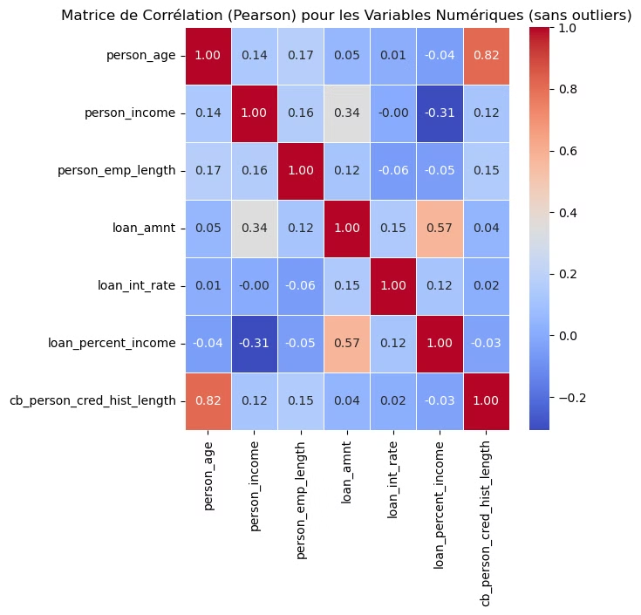 Matrice de Corrélation (Pearson) pour les Variables Numériques (sans outliers)
person_age 1.00 0.14 0.17 0.05 0.01 -0.04 0.82
person_income 0.14 1.00 0.16 0.34 -0.00 -0.31 0.12
person_emp_length 0.17 0.16 1.00 0.12 -0.06 -0.05 0.15
loan_amnt 0.05 0.34 0.12 1.00 0.15 0.57 0.04
loan_int_rate 0.01 -0.00 -0.06 0.15 1.00 0.12 0.02
loan_percent_income -0.04 -0.31 -0.05 0.57 0.12 1.00 -0.03
cb_person_cred_hist_length 0.82 0.12 0.15 0.04 0.02 -0.03 1.00
person_age
person_income
person_emp_length
loan_amnt
loan_int_rate
loan_percent_income
cb_person_cred_hist_length
1.0
0.8
0.6
0.4
0.2
0.0
−0.2